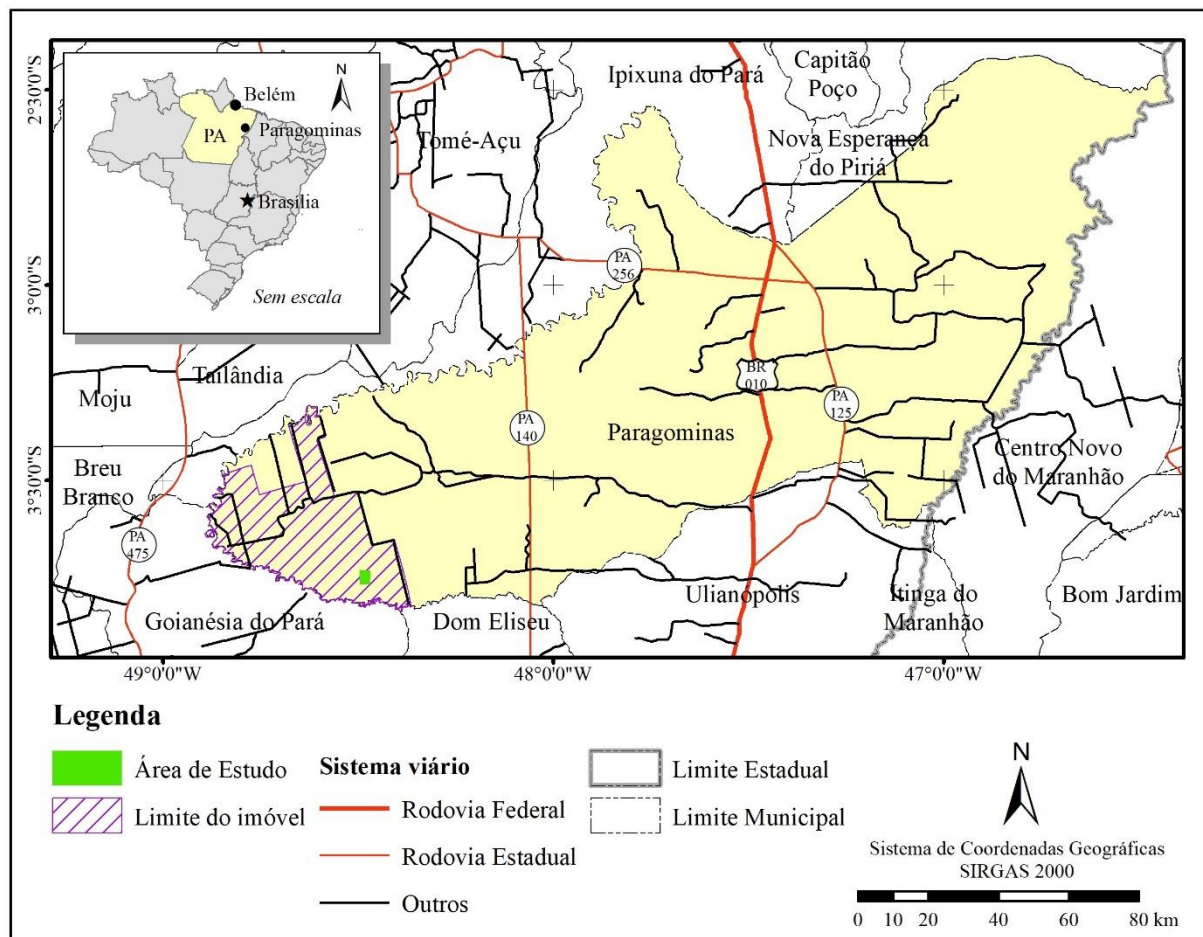 N
Belém
PA
Paragominas
Brasília
Sem escala
2°30'0"S
3°0'0"S
3°30'0"S
Ipixuna do Pará
Capitão
Poço
Tomé-Açu
Nova Esperança
do Piriá
PA
256
Tailândia
Moju
BR
010
PA
125
PA
140
Paragominas
Breu
Branco
Centro Novo
do Maranhão
PA
475
Goianésia do Pará
Dom Eliseu
Ulianópolis
Itinga do
Maranhão
Bom Jardim
49°0'0"W
48°0'0"W
47°0'0"W
Legenda
Área de Estudo
Limite do imóvel
Sistema viário
Rodovia Federal
Rodovia Estadual
Outros
Limite Estadual
Limite Municipal
N
Sistema de Coordenadas Geográficas
SIRGAS 2000
0 10 20 40 60 80 km